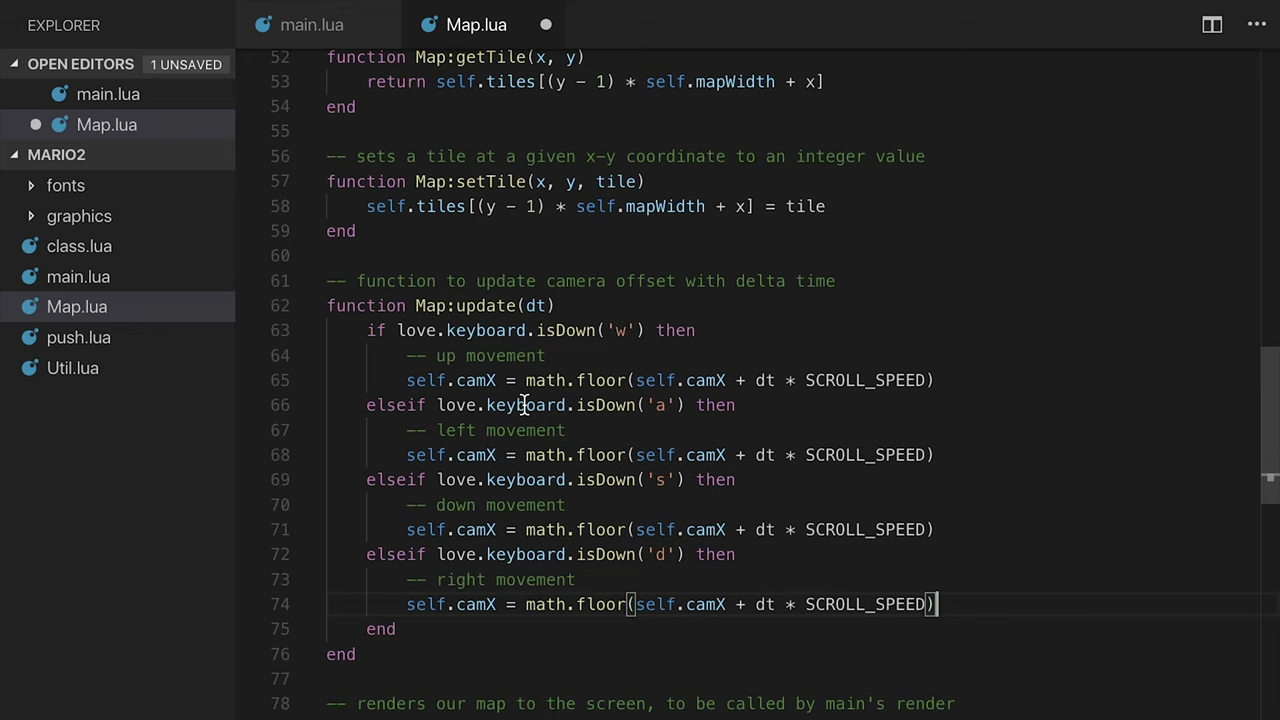 EXPLORER
main.lua
Map.lua
OPEN EDITORS 1 UNSAVED
main.lua
Map.lua
MARIO2
fonts
graphics
class.lua
main.lua
Map.lua
push.lua
Util.lua
52 function Map:getTile(x, y)
53 return self.tiles[(y - 1) * self.mapWidth + x]
54 end
55
56 -- sets a tile at a given x-y coordinate to an integer value
57 function Map:setTile(x, y, tile)
58 self.tiles[(y - 1) * self.mapWidth + x] = tile
59 end
60
61 -- function to update camera offset with delta time
62 function Map:update(dt)
63 if love.keyboard.isDown('w') then
64 -- up movement
65 self.camX = math.floor(self.camX + dt * SCROLL_SPEED)
66 elseif love.keyboard.isDown('a') then
67 -- left movement
68 self.camX = math.floor(self.camX + dt * SCROLL_SPEED)
69 elseif love.keyboard.isDown('s') then
70 -- down movement
71 self.camX = math.floor(self.camX + dt * SCROLL_SPEED)
72 elseif love.keyboard.isDown('d') then
73 -- right movement
74 self.camX = math.floor(self.camX + dt * SCROLL_SPEED)
75 end
76 end
77
78 -- renders our map to the screen, to be called by main's render